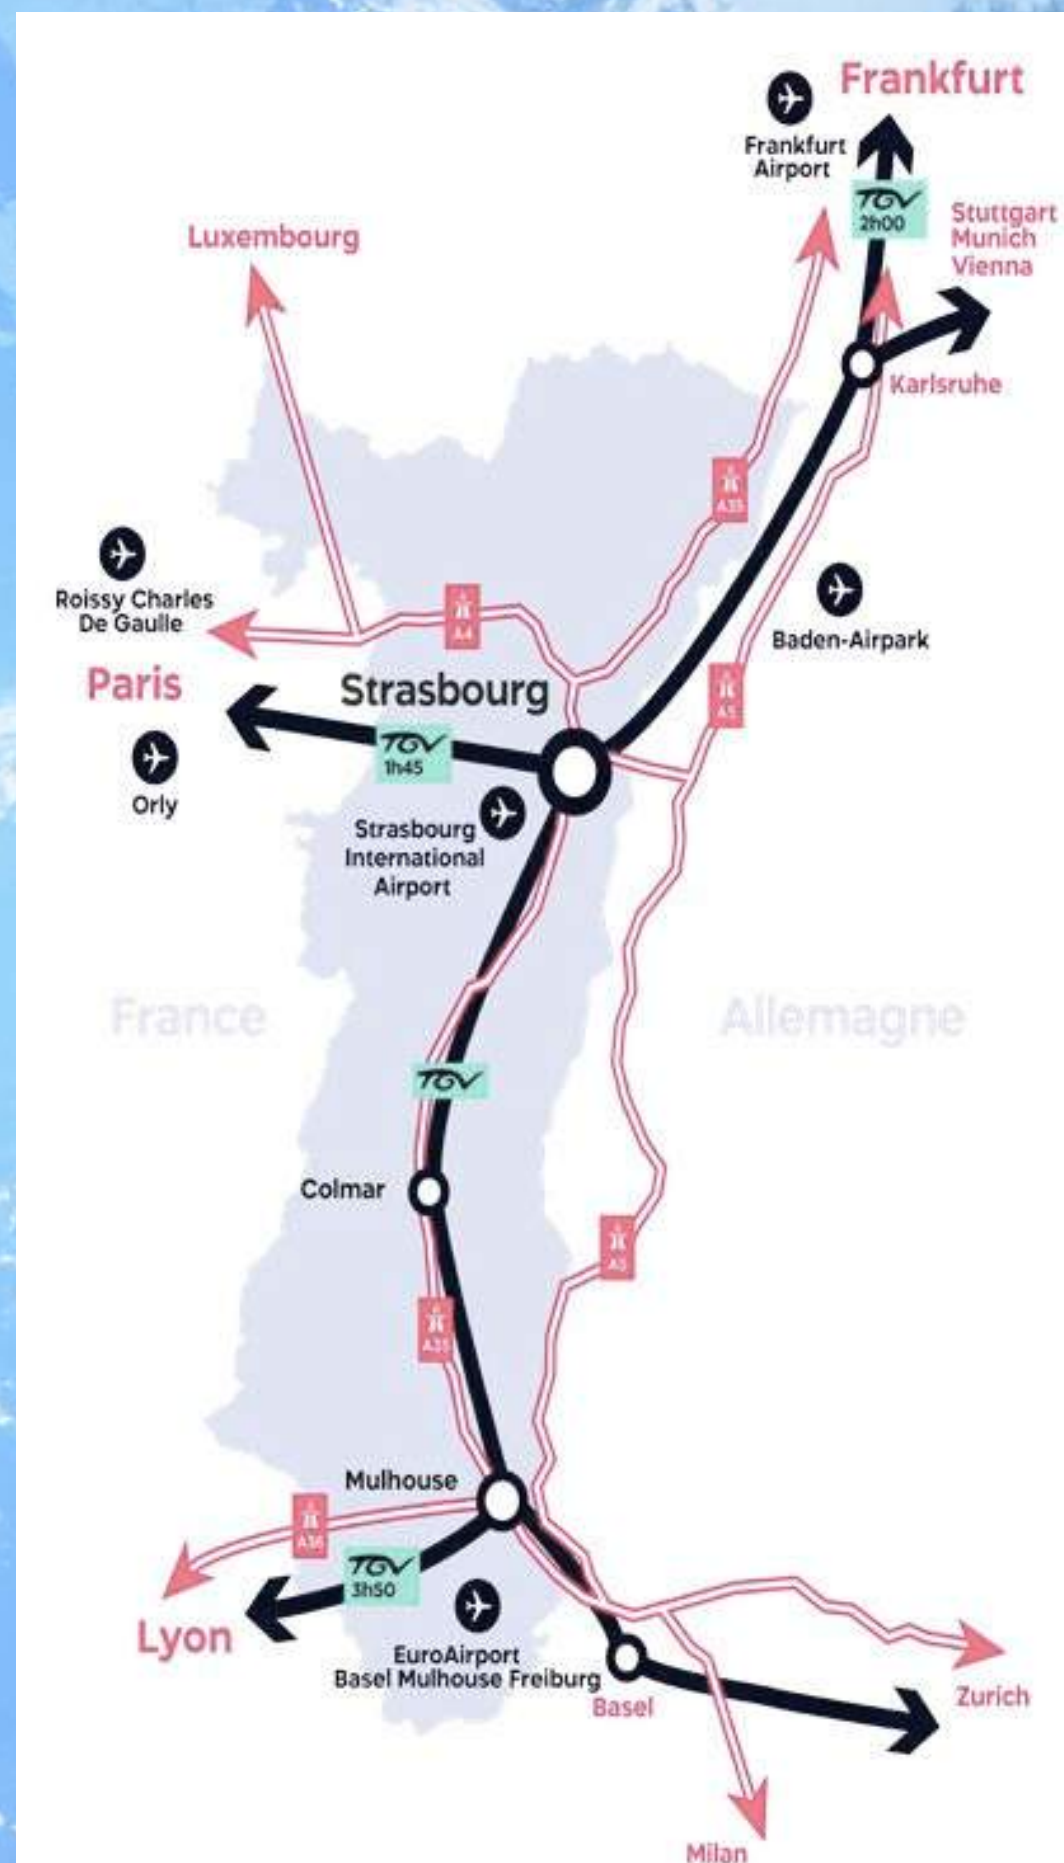 Frankfurt
Frankfurt
Airport
TGV
2h00
Stuttgart
Munich
Vienna
Luxembourg
Karlsruhe
A35
Roissy Charles
De Gaulle
A4
Baden-Airpark
Paris
Strasbourg
A5
TGV
1h45
Orly
Strasbourg
International
Airport
France
Allemagne
TGV
Colmar
A5
A35
Mulhouse
A36
TGV
3h50
Lyon
EuroAirport
Basel Mulhouse Freiburg
Basel
Zurich
Milan